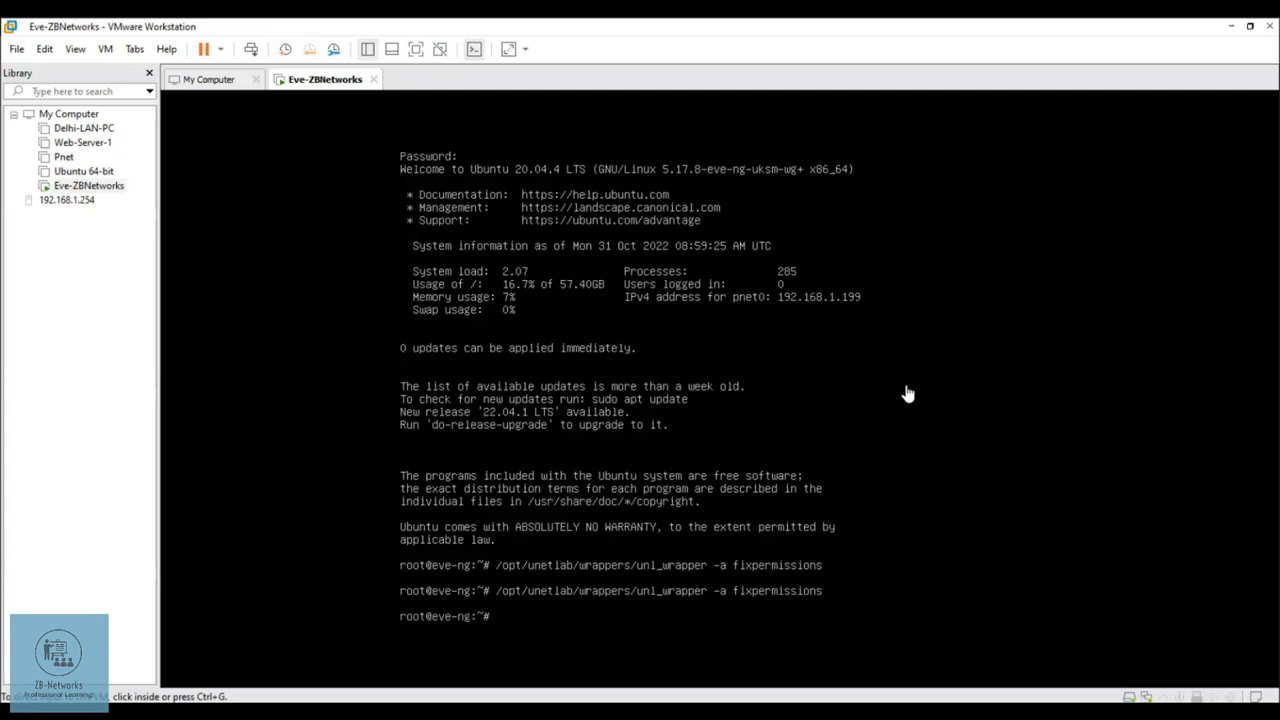 Eve-ZBNetworks - VMware Workstation
File Edit View VM Tabs Help
Library
Type here to search
My Computer
Delhi-LAN-PC
Web-Server-1
Pnet
Ubuntu 64-bit
Eve-ZBNetworks
192.168.1.254
My Computer
Eve-ZBNetworks
Password:
Welcome to Ubuntu 20.04.4 LTS (GNU/Linux 5.17.8-eve-ng-uksm-wg+ x86_64)
* Documentation: https://help.ubuntu.com
* Management: https://landscape.canonical.com
* Support: https://ubuntu.com/advantage
System information as of Mon 31 Oct 2022 08:59:25 AM UTC
System load: 2.07 Processes: 285
Usage of /: 16.7% of 57.40GB Users logged in: 0
Memory usage: 7% IPv4 address for pnet0: 192.168.1.199
Swap usage: 0%
0 updates can be applied immediately.
The list of available updates is more than a week old.
To check for new updates run: sudo apt update
New release '22.04.1 LTS' available.
Run 'do-release-upgrade' to upgrade to it.
The programs included with the Ubuntu system are free software;
the exact distribution terms for each program are described in the
individual files in /usr/share/doc/*/copyright.
Ubuntu comes with ABSOLUTELY NO WARRANTY, to the extent permitted by
applicable law.
root@eve-ng:~# /opt/unetlab/wrappers/unl_wrapper -a fixpermissions
root@eve-ng:~# /opt/unetlab/wrappers/unl_wrapper -a fixpermissions
root@eve-ng:~#
ZB-Networks
Professional Learning!
To direct input to this VM, click inside or press Ctrl+G.